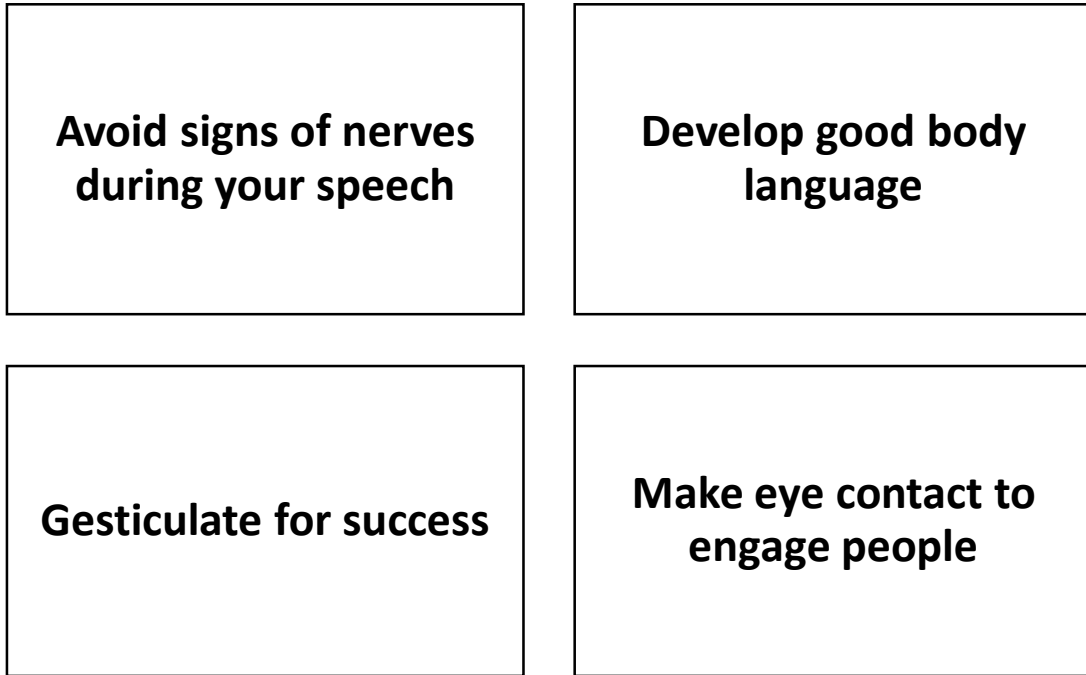 Avoid signs of nerves
during your speech
Develop good body
language
Gesticulate for success
Make eye contact to
engage people